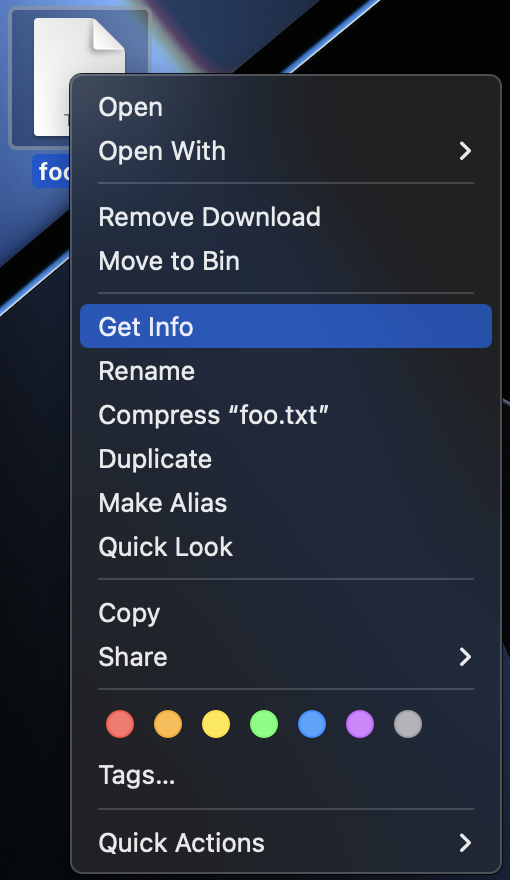 Open
Open With
Remove Download
Move to Bin
Get Info
Rename
Compress “foo.txt”
Duplicate
Make Alias
Quick Look
Copy
Share
Tags...
Quick Actions